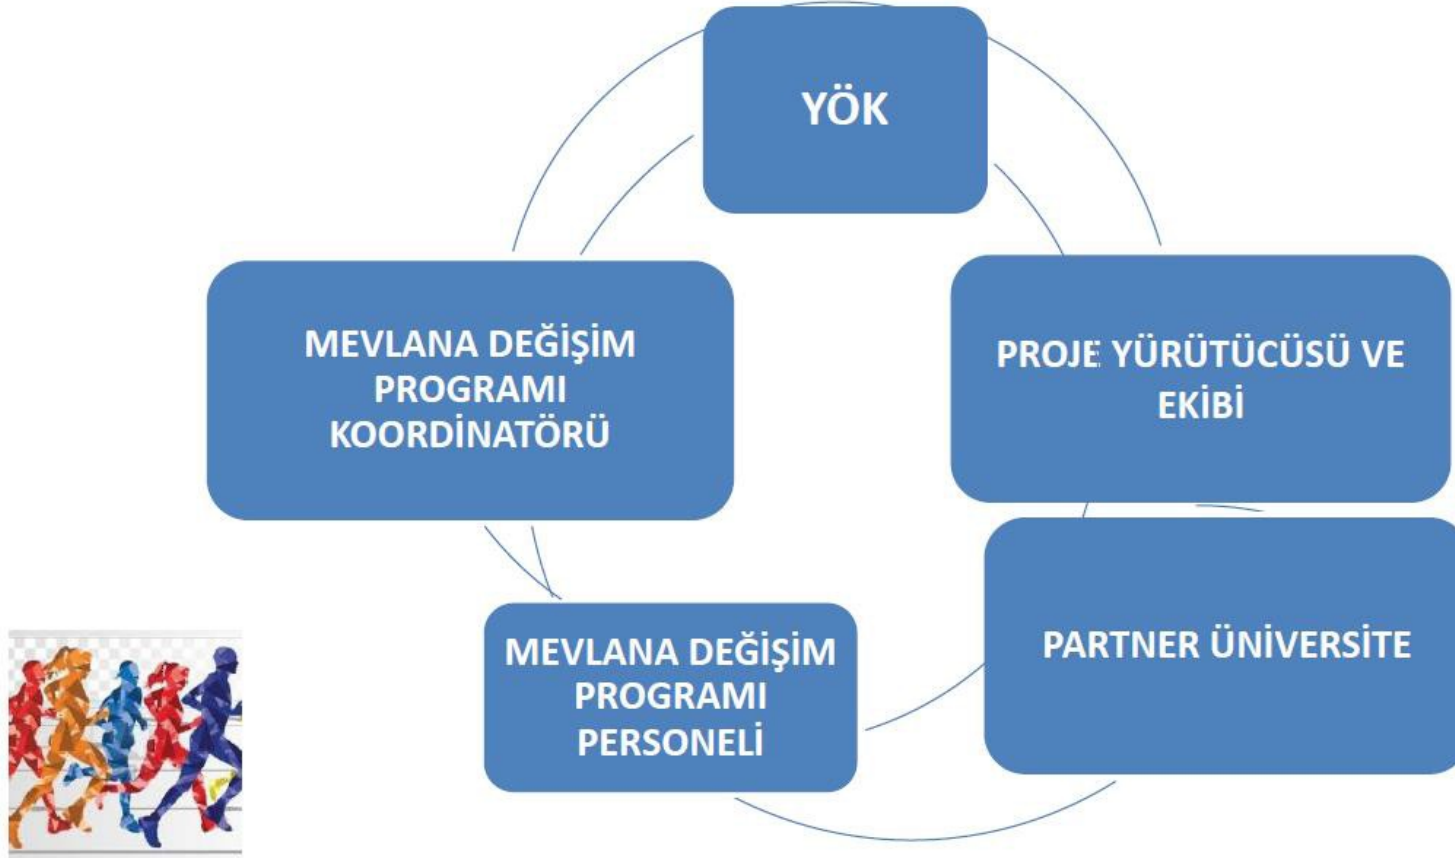 YÖK
MEVLANA DEĞİŞİM
PROGRAMI
KOORDİNATÖRÜ
PROJE YÜRÜTÜCÜSÜ VE
EKİBİ
MEVLANA DEĞİŞİM
PROGRAMI
PERSONELİ
PARTNER ÜNİVERSİTE